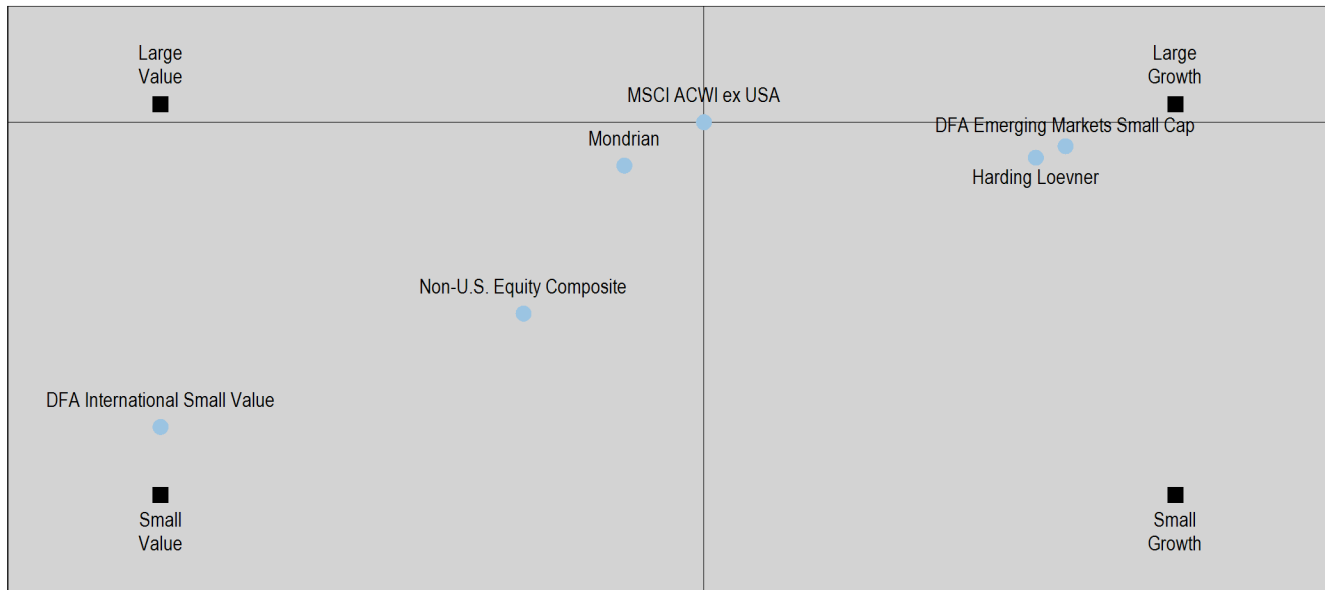 Large
Value
Large
Growth
MSCI ACWI ex USA
DFA Emerging Markets Small Cap
Mondrian
Harding Loevner
Non-U.S. Equity Composite
DFA International Small Value
Small
Value
Small
Growth